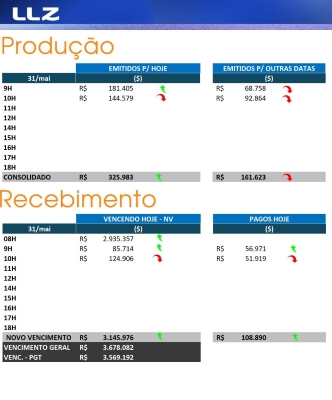 LLZ
Produção
EMITIDOS P/ HOJE EMITIDOS P/ OUTRAS DATAS
31/mai ($) ($)
9H R$ 181.405 R$ 68.758
10H R$ 144.579 R$ 92.864
11H
12H
14H
15H
16H
17H
18H
CONSOLIDADO R$ 325.983 R$ 161.623
Recebimento
VENCENDO HOJE - NV PAGOS HOJE
31/mai ($) ($)
08H R$ 2.935.357
9H R$ 85.714 R$ 56.971
10H R$ 124.906 R$ 51.919
11H
12H
14H
15H
16H
17H
18H
NOVO VENCIMENTO R$ 3.145.976 R$ 108.890
VENCIMENTO GERAL R$ 3.678.082
VENC. - PGT R$ 3.569.192